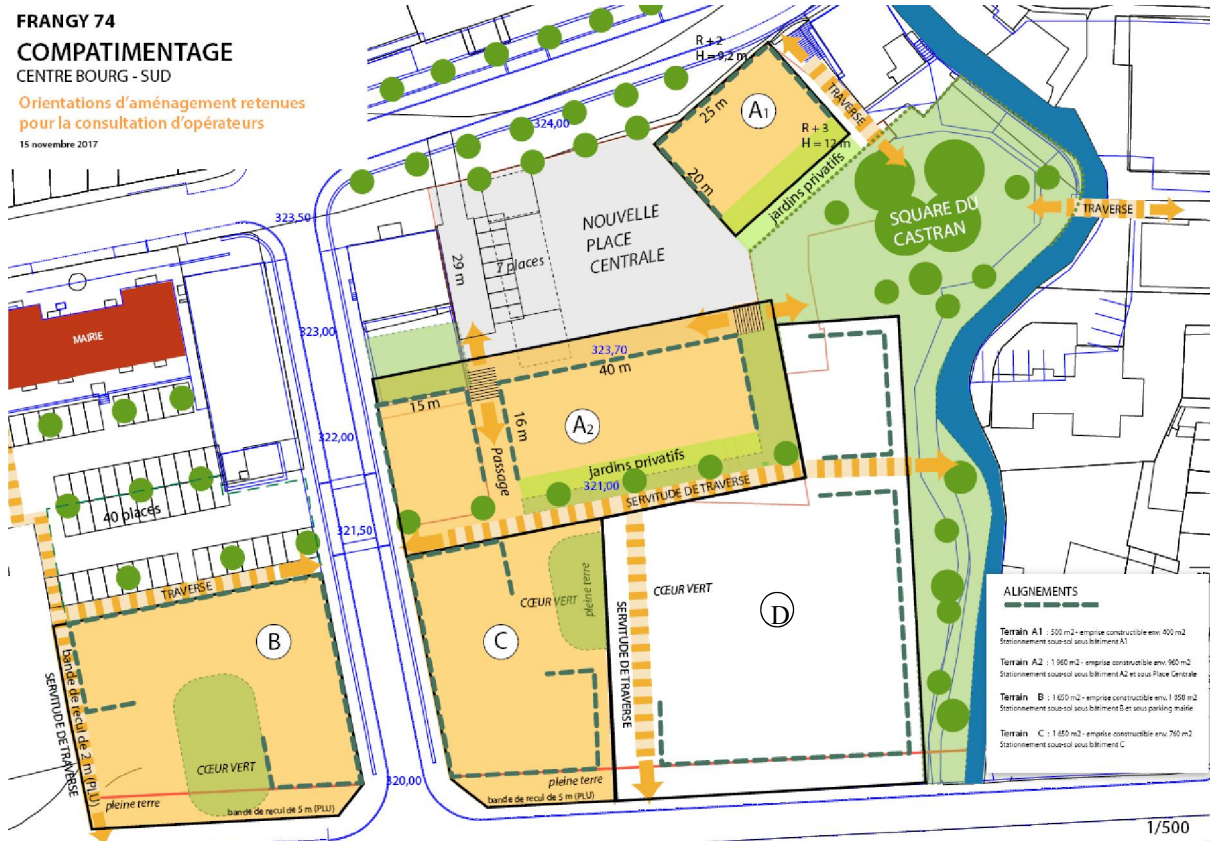 FRANGY 74
COMPATIMENTAGE
CENTRE BOURG - SUD
Orientations d'aménagement retenues
pour la consultation d'opérateurs
15 novembre 2017
R + 2
H = 9,2 m
A1
25 m
TRAVERSE
R + 3
H = 12 m
20 m
jardins privatifs
324,00
323,50
NOUVELLE
PLACE
CENTRALE
SQUARE DU
CASTRAN
TRAVERSE
29 m
7 places
MAIRIE
323,00
323,70
40 m
15 m
16 m
A2
322,00
Passage
jardins privatifs
321,00
SERVITUDE DE TRAVERSE
40 places
321,50
TRAVERSE
CŒUR VERT
pleine terre
CŒUR VERT
B
C
D
SERVITUDE DE TRAVERSE
bande de recul de 2 m (PLU)
SERVITUDE DE TRAVERSE
CŒUR VERT
pleine terre
bande de recul de 5 m (PLU)
320,00
pleine terre
bande de recul de 5 m (PLU)
ALIGNEMENTS
Terrain A1 : 500 m2 - emprise constructible env. 400 m2
Stationnement sous-sol sous bâtiment A1
Terrain A2 : 1 960 m2 - emprise constructible env. 960 m2
Stationnement sous-sol sous bâtiment A2 et sous Place Centrale
Terrain B : 1 650 m2 - emprise constructible env. 1 050 m2
Stationnement sous-sol sous bâtiment B et sous parking mairie
Terrain C : 1 650 m2 - emprise constructible env. 760 m2
Stationnement sous-sol sous bâtiment C
1/500